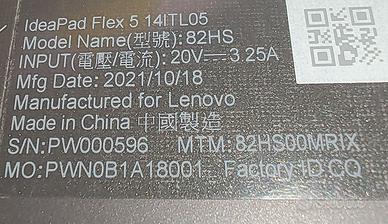 IdeaPad Flex 5 14ITL05
Model Name(型號):82HS
INPUT(電壓/電流):20V⎓3.25A
Mfg Date:2021/10/18
Manufactured for Lenovo
Made in China 中國製造
S/N:PW000596 MTM:82HS00MRIX
MO:PWN0B1A18001 Factory ID:CQ